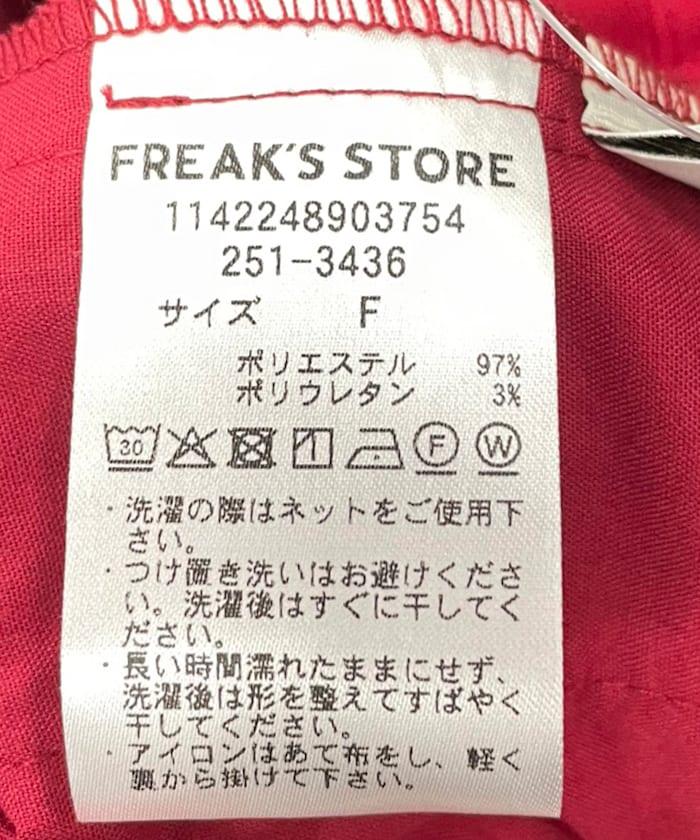 FREAK'S STORE
1142248903754
251-3436
サイズ F
ポリエステル 97%
ポリウレタン 3%
30 F W
・洗濯の際はネットをご使用下
さい。
・つけ置き洗いはお避けくださ
い。洗濯後はすぐに干してく
ださい。
・長い時間濡れたままにせず、
洗濯後は形を整えてすばやく
干してください。
・アイロンはあて布をし、軽く
裏から掛けて下さい。